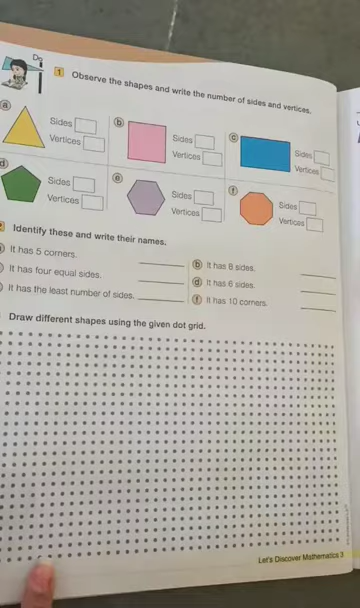 Do it
1 Observe the shapes and write the number of sides and vertices.
a Sides
Vertices
b Sides
Vertices
c Sides
Vertices
d Sides
Vertices
e Sides
Vertices
f Sides
Vertices
Identify these and write their names.
It has 5 corners.
b It has 8 sides.
It has four equal sides.
d It has 6 sides.
It has the least number of sides.
f It has 10 corners.
Draw different shapes using the given dot grid.
Let's Discover Mathematics 3